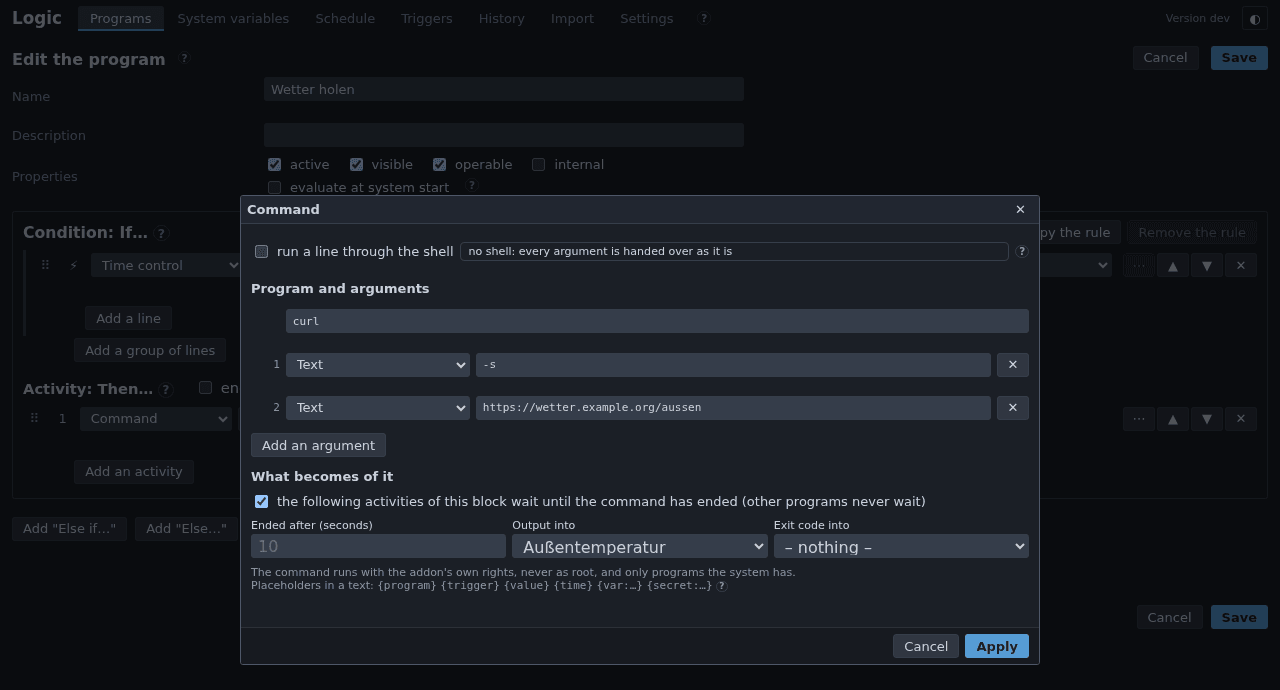 Logic Programs System variables Schedule Triggers History Import Settings ? Version dev
Edit the program ? Cancel Save
Name Wetter holen
Description
Properties active visible operable internal
evaluate at system start ?
Command ✕
Condition: If… ? py the rule Remove the rule
run a line through the shell no shell: every argument is handed over as it is ?
Time control ⋯ ▲ ▼ ✕
Program and arguments
curl
Add a line
Add a group of lines
1 Text -s ✕
Activity: Then… ? en
2 Text https://wetter.example.org/aussen ✕
1 Command ⋯ ▲ ▼ ✕
Add an argument
Add an activity
What becomes of it
the following activities of this block wait until the command has ended (other programs never wait)
Ended after (seconds) Output into Exit code into
Add "Else if…" Add "Else…"
10 Außentemperatur – nothing –
The command runs with the addon's own rights, never as root, and only programs the system has.
Placeholders in a text: {program} {trigger} {value} {time} {var:…} {secret:…} ?
Cancel Save
Cancel Apply